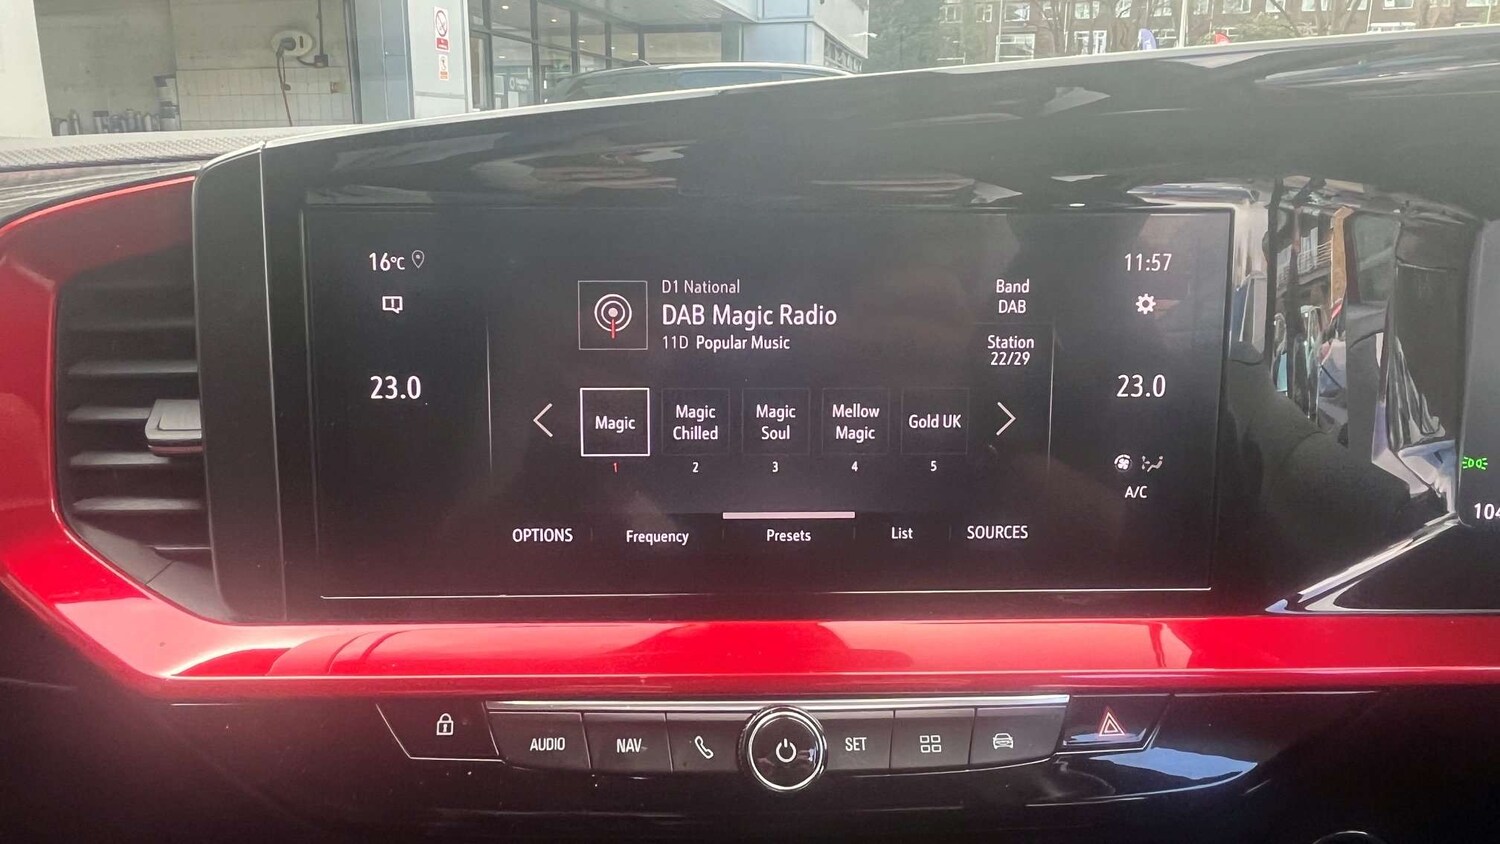 16°C
11:57
23.0
23.0
A/C
D1 National
DAB Magic Radio
11D Popular Music
Band
DAB
Station
22/29
Magic
Magic
Chilled
Magic
Soul
Mellow
Magic
Gold UK
1
2
3
4
5
OPTIONS
Frequency
Presets
List
SOURCES
104
AUDIO
NAV
SET